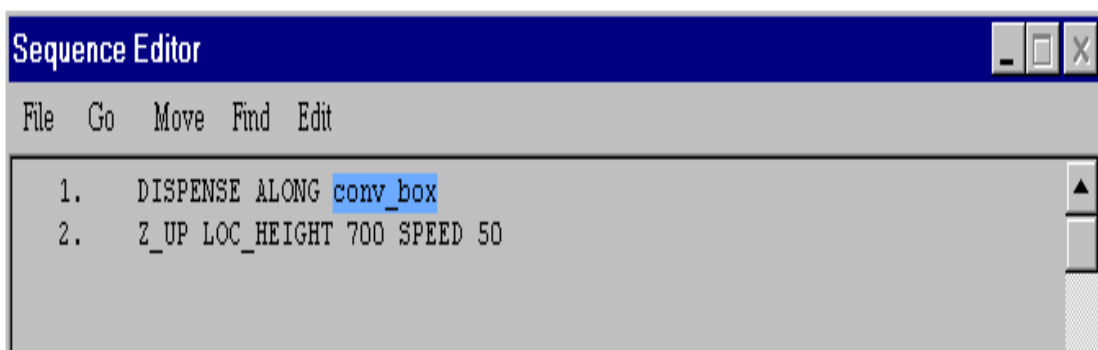 Sequence Editor
File Go Move Find Edit
1. DISPENSE ALONG conv_box
2. Z_UP LOC_HEIGHT 700 SPEED 50